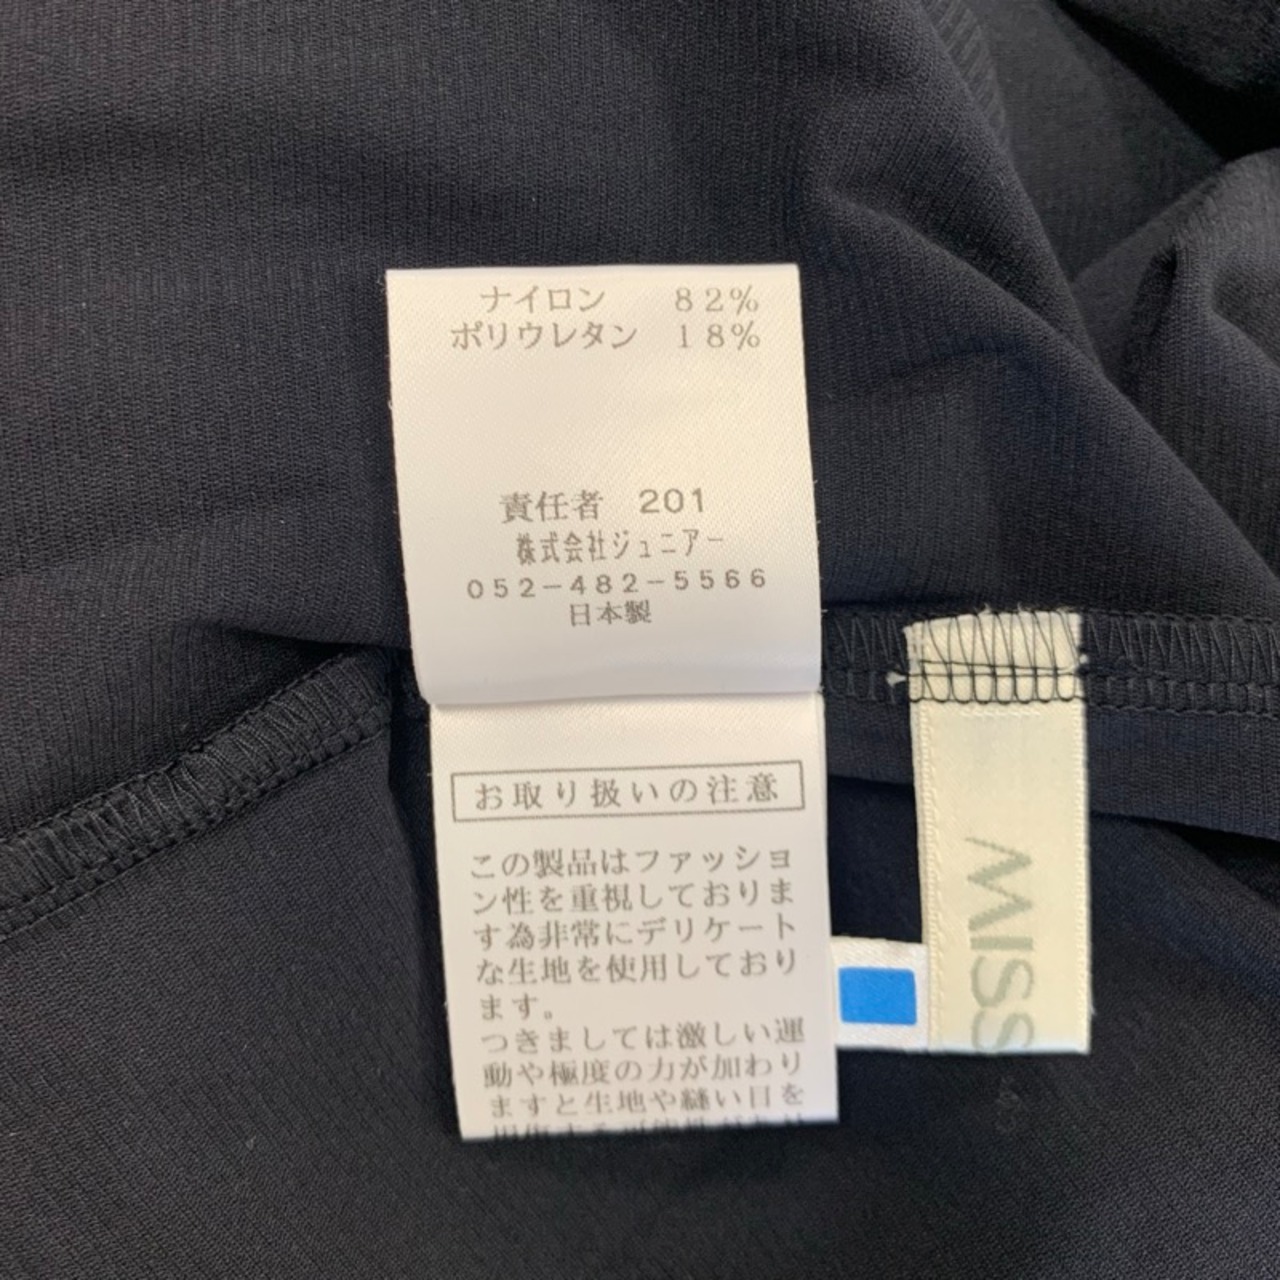 ナイロン 82%
ポリウレタン 18%
責任者 201
株式会社ジュニアー
052-482-5566
日本製
お取り扱いの注意
この製品はファッショ
ン性を重視しておりま
す為非常にデリケート
な生地を使用しており
ます。
つきましては激しい運
動や極度の力が加わり
ますと生地や縫い目を
MISS